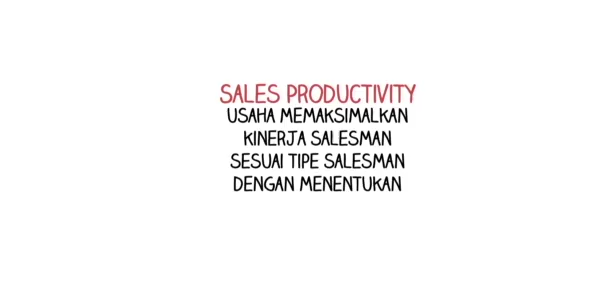 SALES PRODUCTIVITY
USAHA MEMAKSIMALKAN
KINERJA SALESMAN
SESUAI TIPE SALESMAN
DENGAN MENENTUKAN